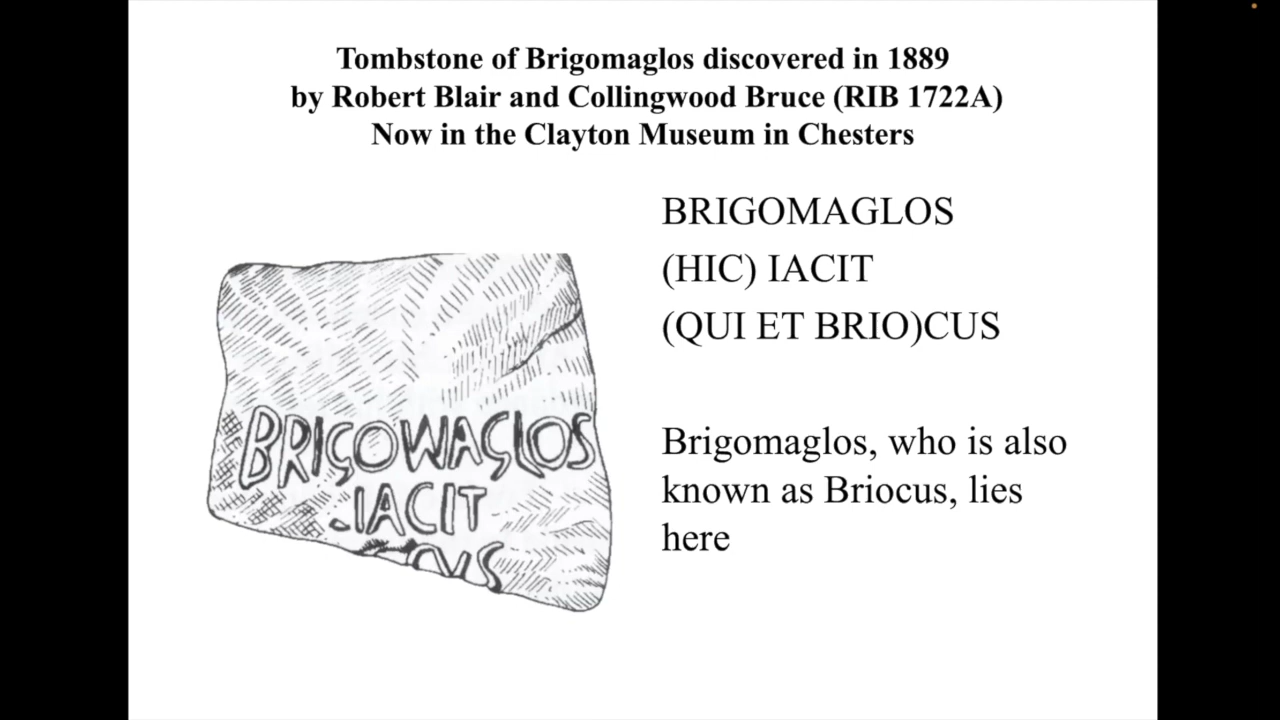 Tombstone of Brigomaglos discovered in 1889
by Robert Blair and Collingwood Bruce (RIB 1722A)
Now in the Clayton Museum in Chesters
BRIGOMAGLOS
(HIC) IACIT
(QUI ET BRIO)CUS
Brigomaglos, who is also
known as Briocus, lies
here
BRIGOMAGLOS
IACIT
CUS